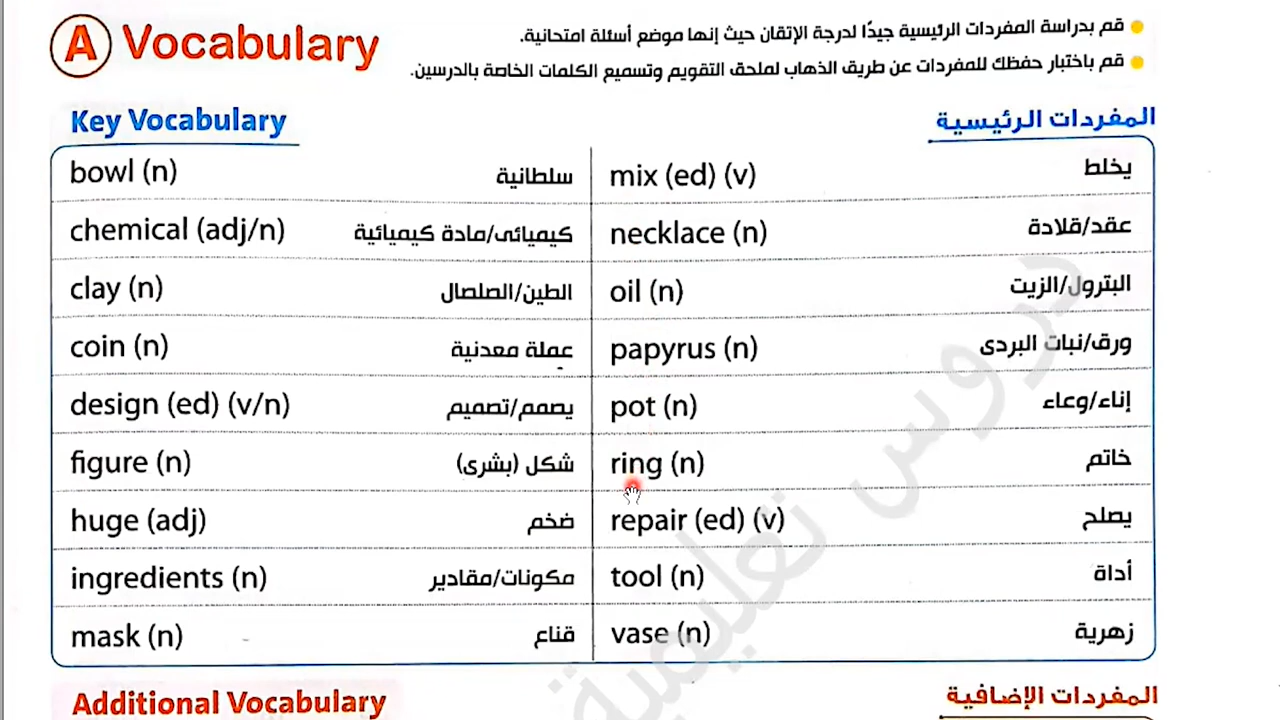 A Vocabulary
قم بدراسة المفردات الرئيسية جيدًا لدرجة الإتقان حيث إنها موضع أسئلة امتحانية.
قم باختبار حفظك للمفردات عن طريق الذهاب لملحق التقويم وتسميع الكلمات الخاصة بالدرسين.
Key Vocabulary المفردات الرئيسية
bowl (n) سلطانية mix (ed) (v) يخلط
chemical (adj/n) كيميائى/مادة كيميائية necklace (n) عقد/قلادة
clay (n) الطين/الصلصال oil (n) البترول/الزيت
coin (n) عملة معدنية papyrus (n) ورق/نبات البردى
design (ed) (v/n) يصمم/تصميم pot (n) إناء/وعاء
figure (n) شكل (بشرى) ring (n) خاتم
huge (adj) ضخم repair (ed) (v) يصلح
ingredients (n) مكونات/مقادير tool (n) أداة
mask (n) قناع vase (n) زهرية
دروس تعليمية
Additional Vocabulary المفردات الإضافية